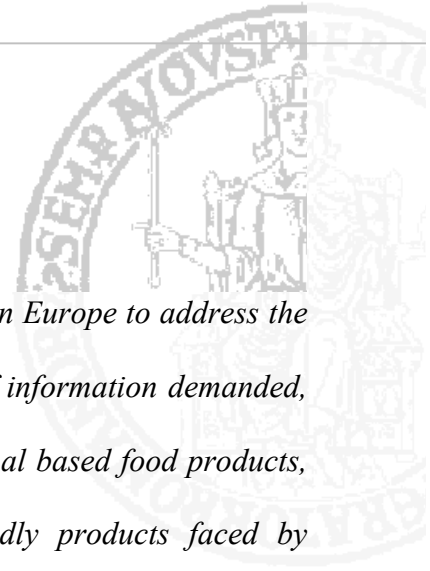 n Europe to address the
information demanded,
al based food products,
dly products faced by